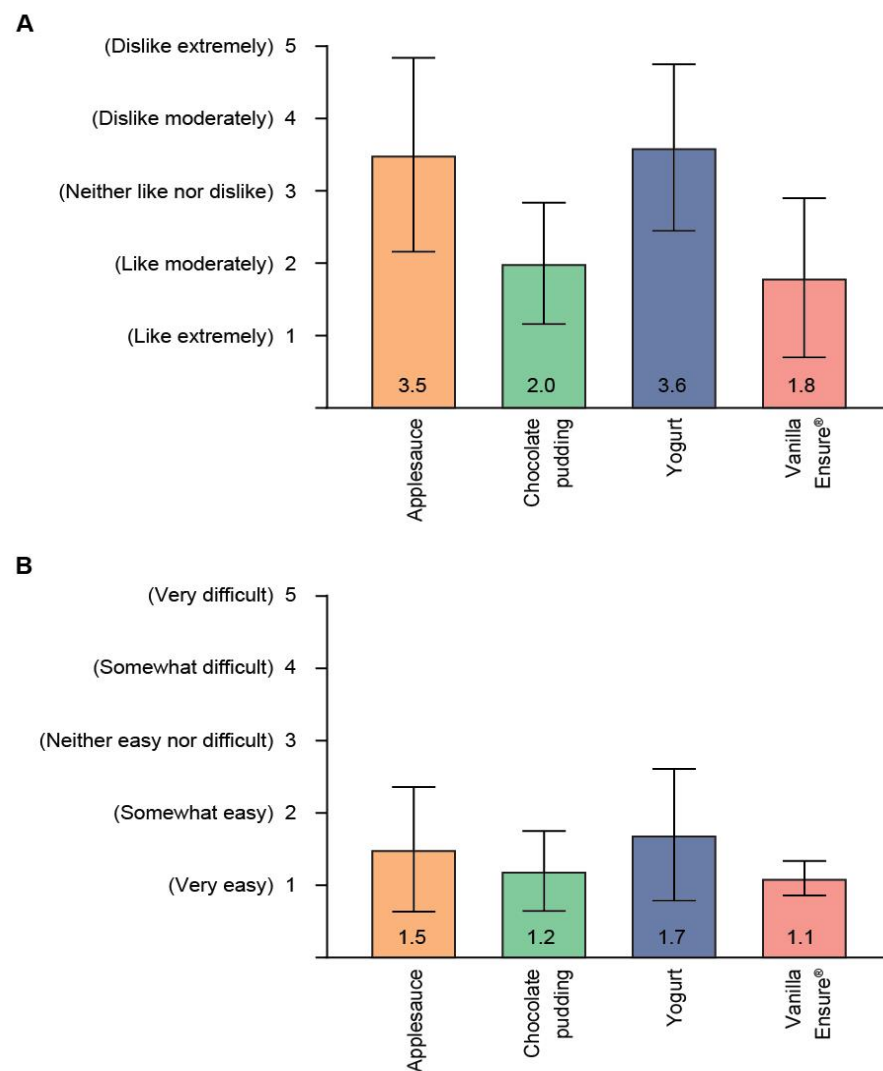 A
(Dislike extremely) 5
(Dislike moderately) 4
(Neither like nor dislike) 3
(Like moderately) 2
(Like extremely) 1
3.5
2.0
3.6
1.8
Applesauce
Chocolate
pudding
Yogurt
Vanilla
Ensure®
B
(Very difficult) 5
(Somewhat difficult) 4
(Neither easy nor difficult) 3
(Somewhat easy) 2
(Very easy) 1
1.5
1.2
1.7
1.1
Applesauce
Chocolate
pudding
Yogurt
Vanilla
Ensure®